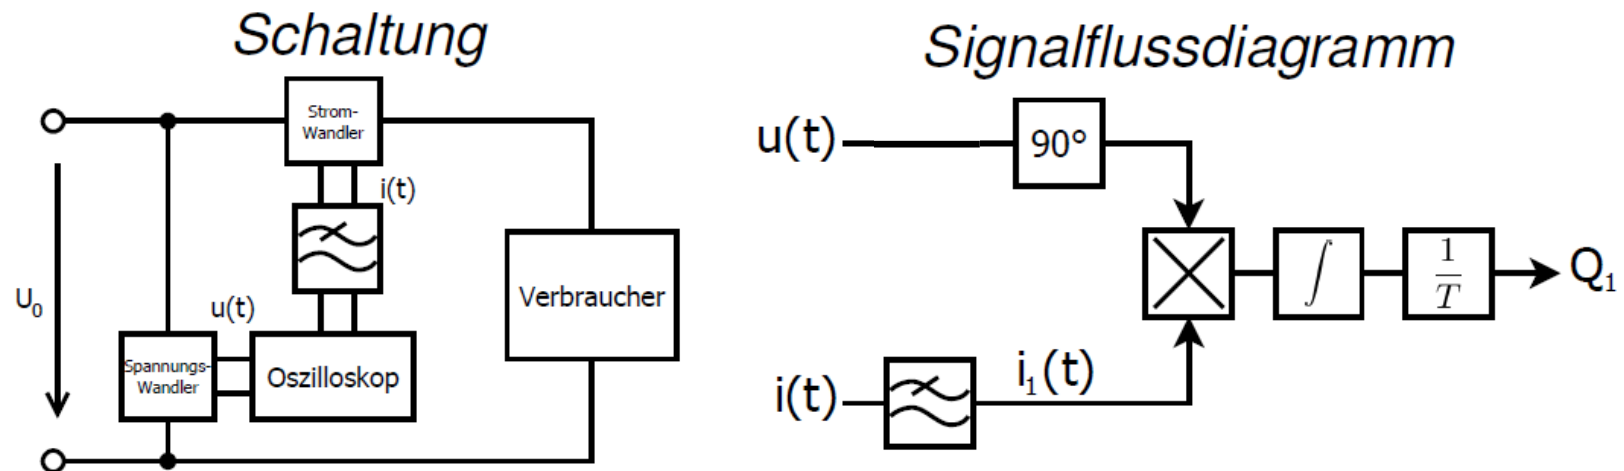 Schaltung
Strom-
Wandler
i(t)
U₀
u(t)
Spannungs-
Wandler
Oszilloskop
Verbraucher
Signalflussdiagramm
u(t)
90°
i(t)
i₁(t)
∫
1
T
Q₁